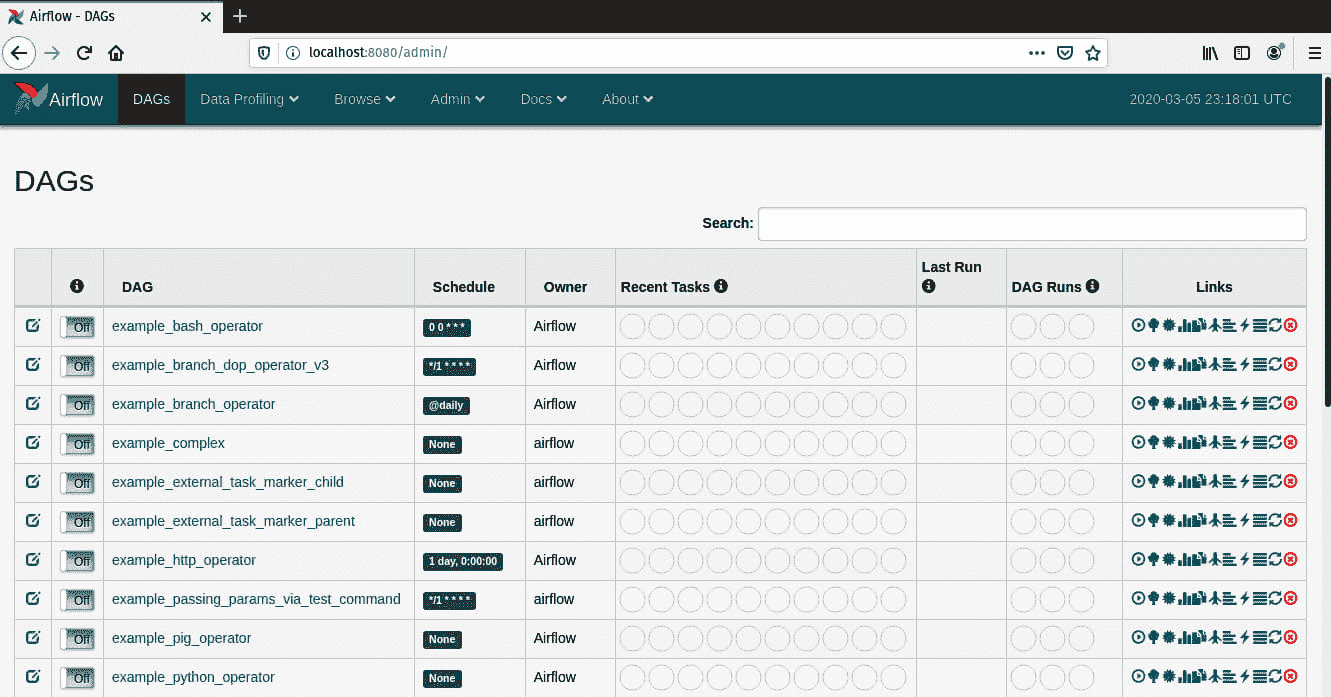 Airflow - DAGs
localhost:8080/admin/
Airflow DAGs Data Profiling Browse Admin Docs About 2020-03-05 23:18:01 UTC
DAGs
Search:
DAG Schedule Owner Recent Tasks Last Run DAG Runs Links
Off example_bash_operator 0 0 * * * Airflow
Off example_branch_dop_operator_v3 */1 * * * * Airflow
Off example_branch_operator @daily Airflow
Off example_complex None airflow
Off example_external_task_marker_child None airflow
Off example_external_task_marker_parent None airflow
Off example_http_operator 1 day, 0:00:00 Airflow
Off example_passing_params_via_test_command */1 * * * * airflow
Off example_pig_operator None Airflow
Off example_python_operator None Airflow